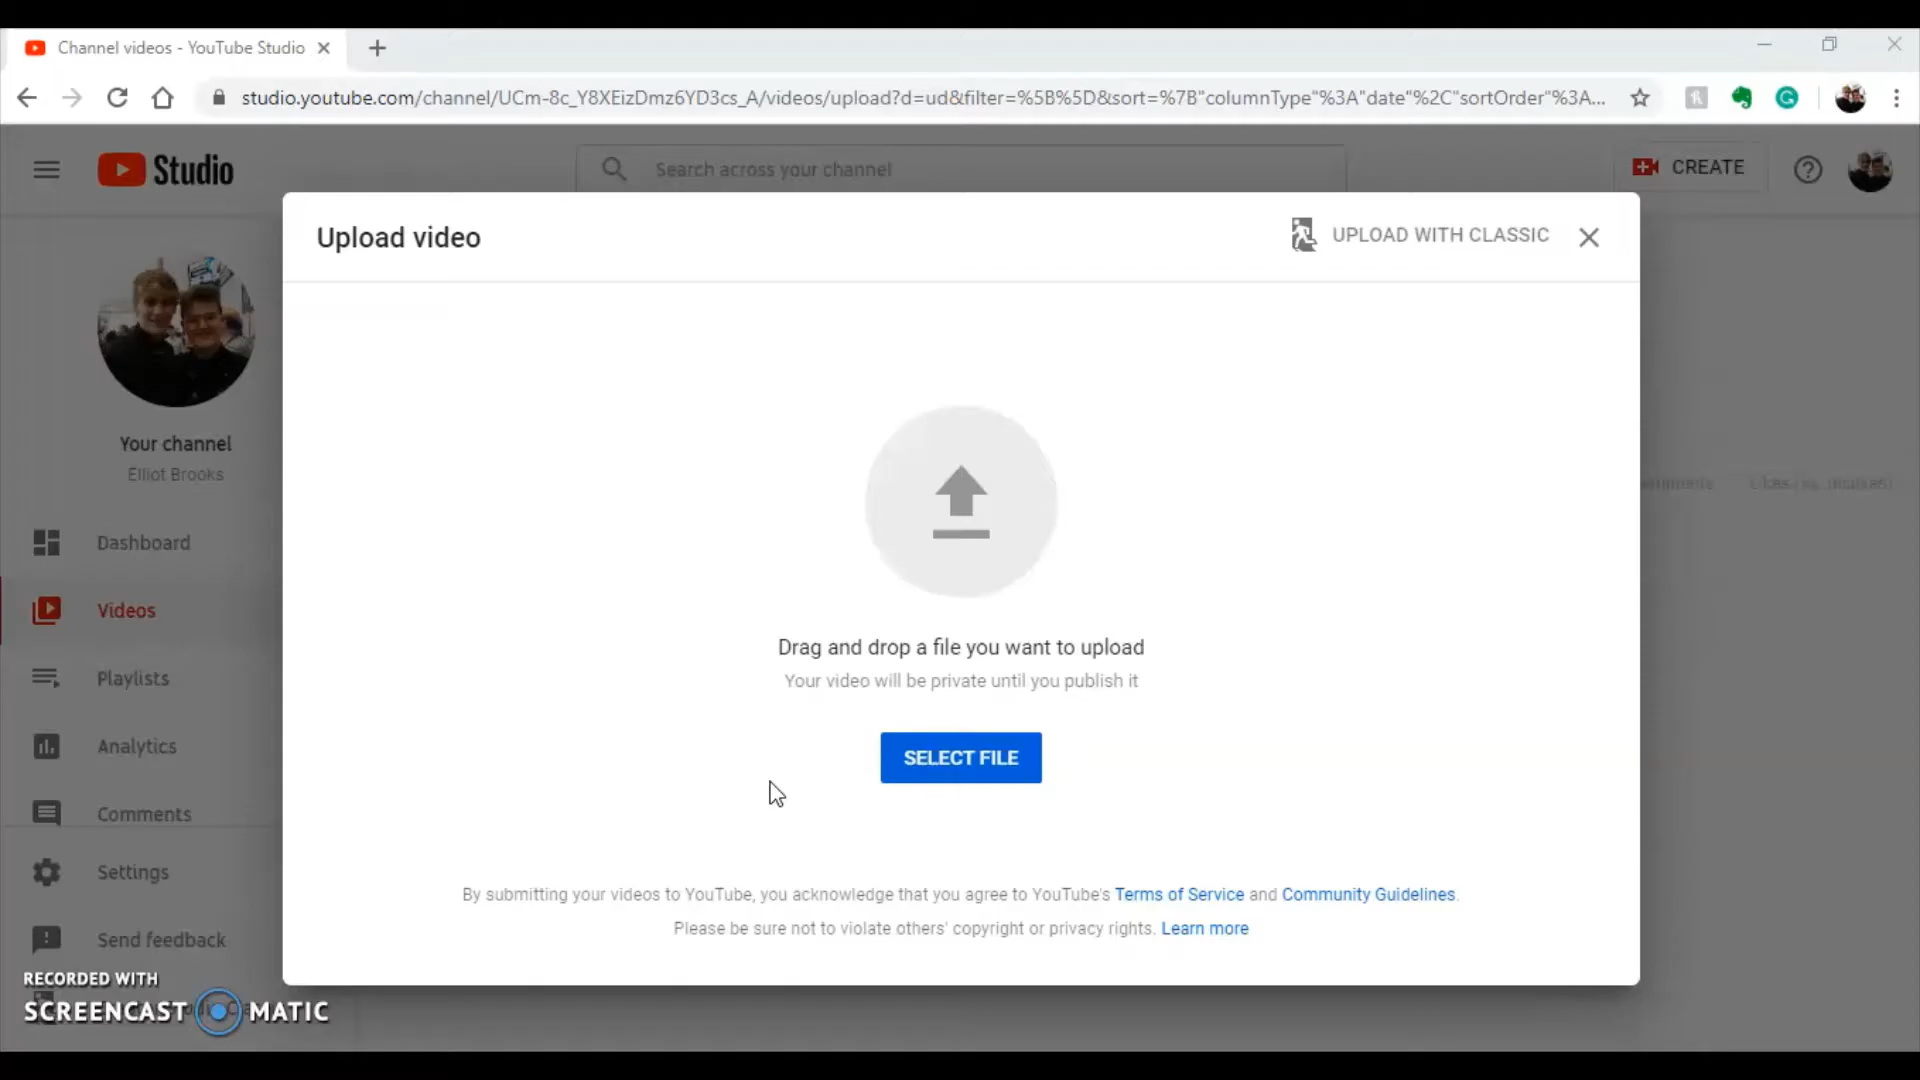 Channel videos - YouTube Studio
studio.youtube.com/channel/UCm-8c_Y8XEizDmz6YD3cs_A/videos/upload?d=ud&filter=%5B%5D&sort=%7B"columnType"%3A"date"%2C"sortOrder"%3A...
Studio
Search across your channel
CREATE
Upload video
UPLOAD WITH CLASSIC
Your channel
Elliot Brooks
Dashboard
Videos
Playlists
Analytics
Comments
Settings
Send feedback
Drag and drop a file you want to upload
Your video will be private until you publish it
SELECT FILE
By submitting your videos to YouTube, you acknowledge that you agree to YouTube's Terms of Service and Community Guidelines.
Please be sure not to violate others' copyright or privacy rights. Learn more
RECORDED WITH
SCREENCAST MATIC